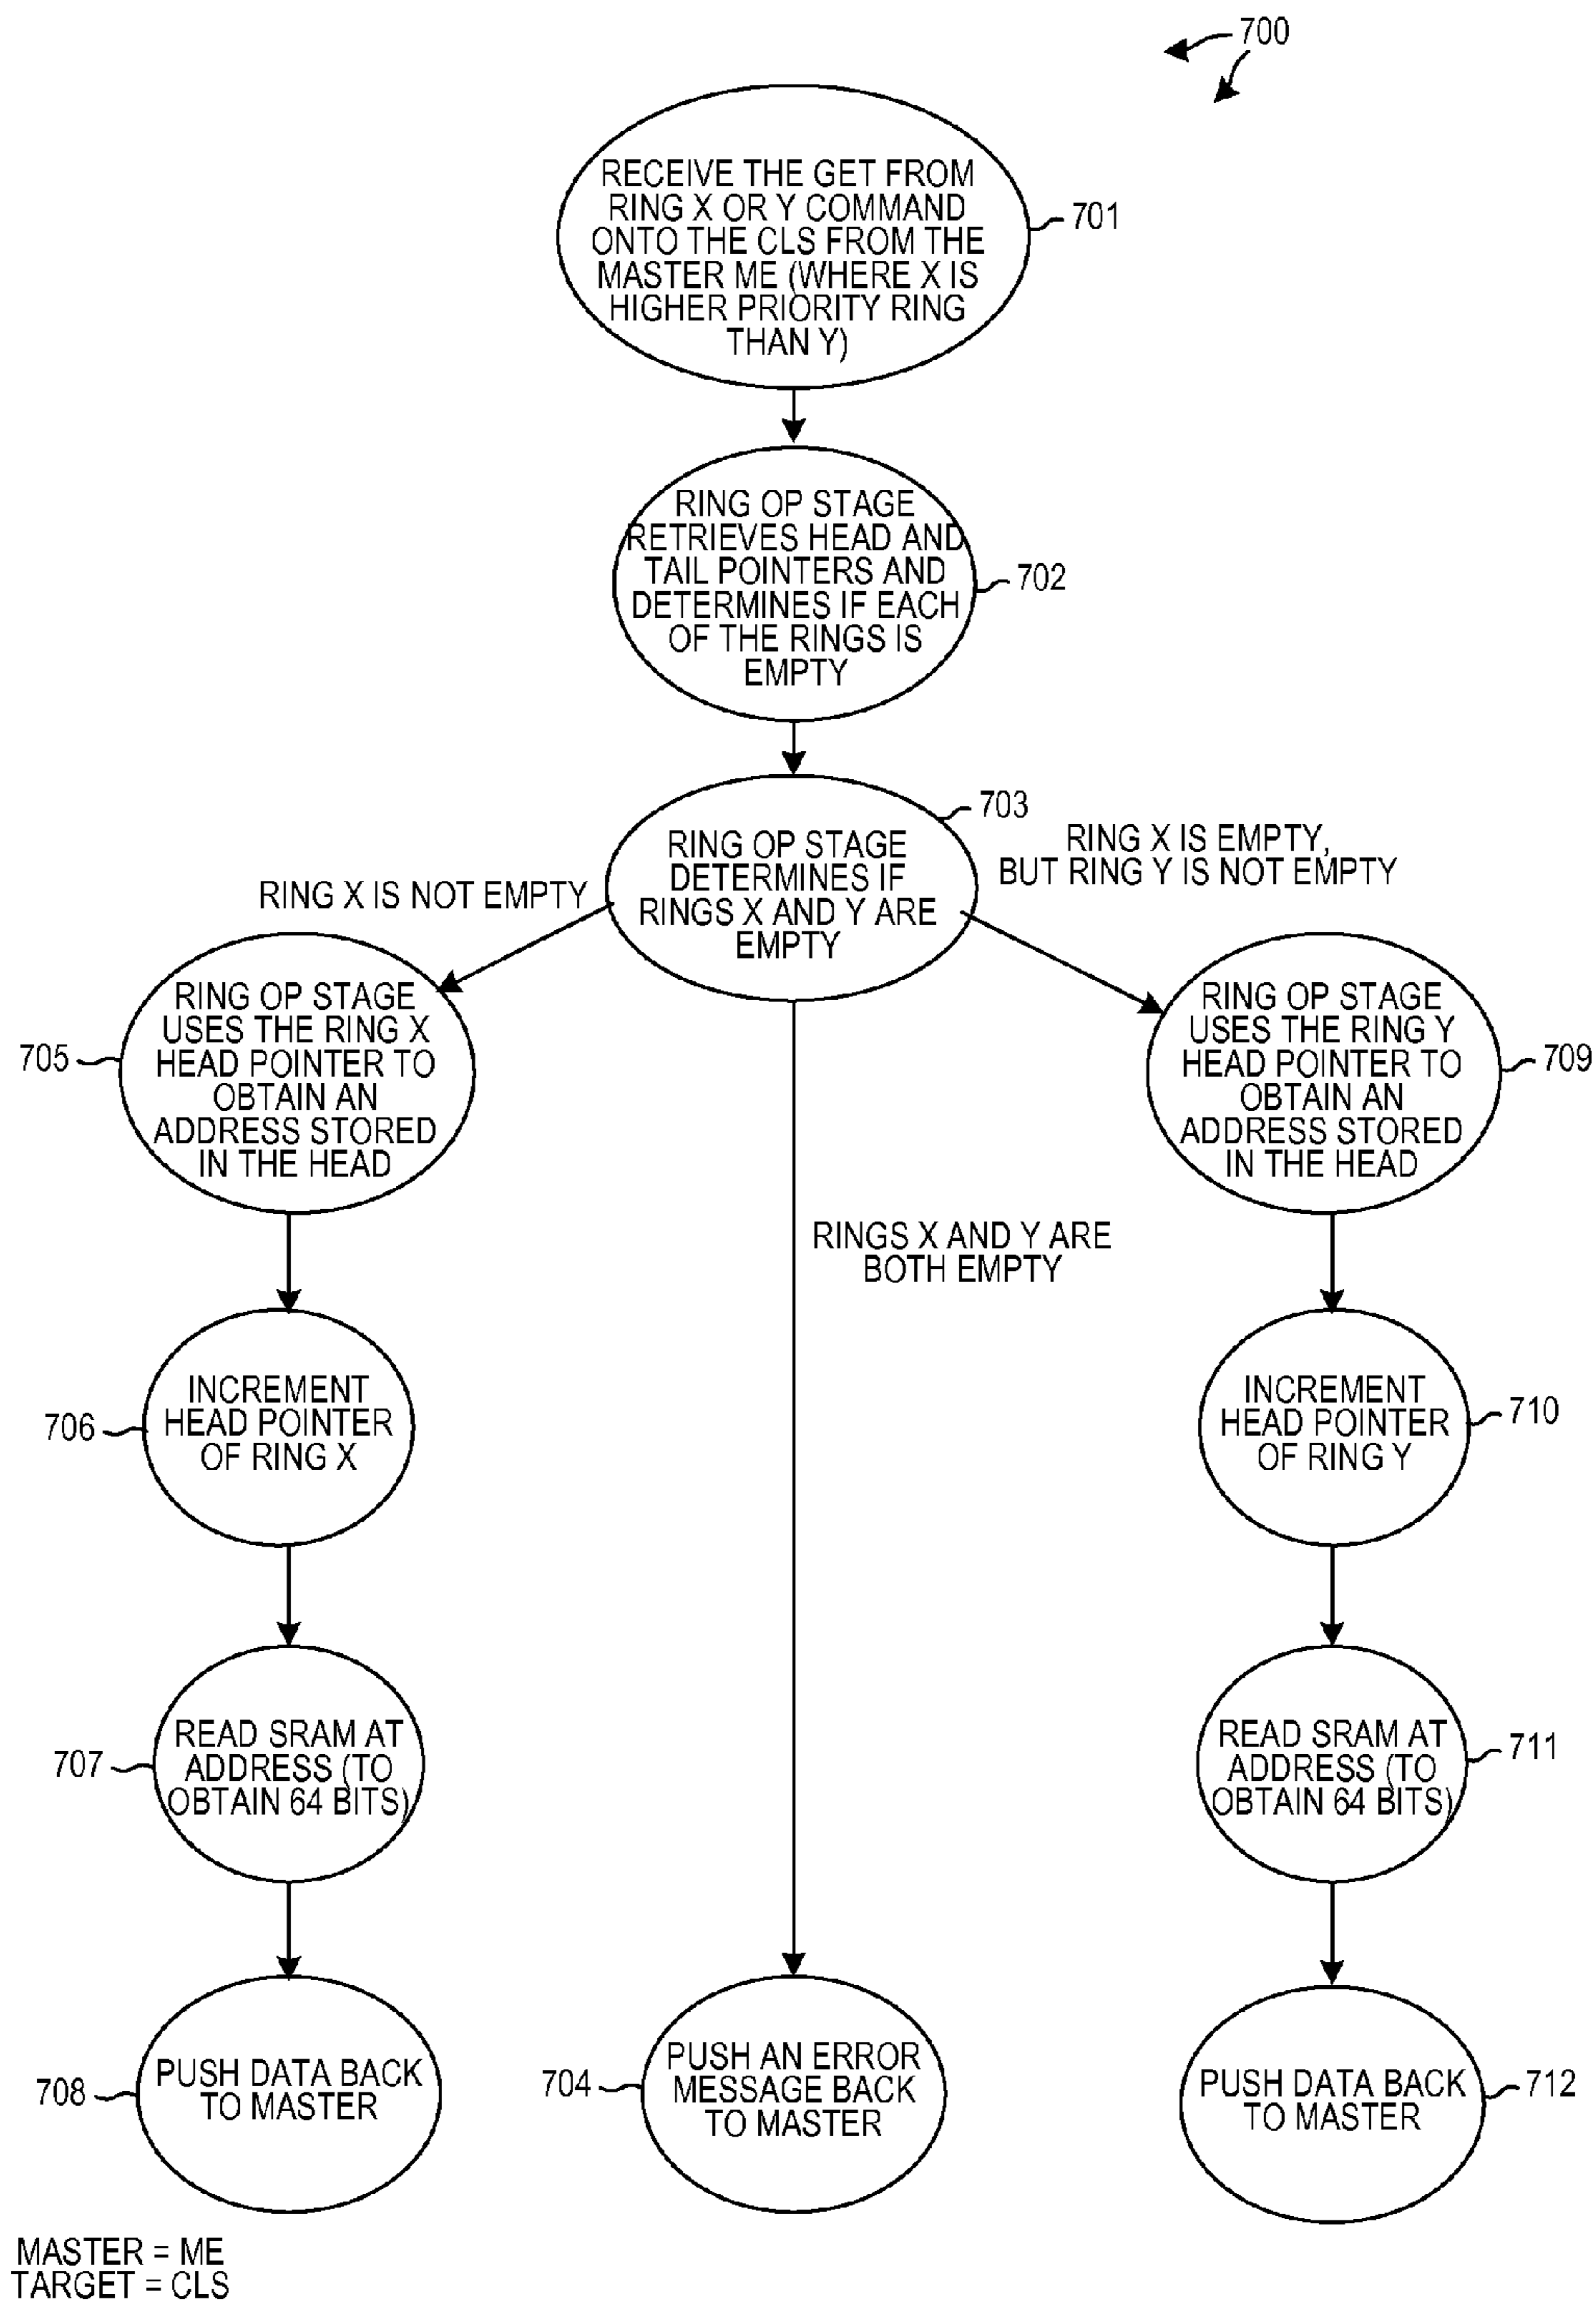 700
RECEIVE THE GET FROM
RING X OR Y COMMAND
ONTO THE CLS FROM THE
MASTER ME (WHERE X IS
HIGHER PRIORITY RING
THAN Y)
701
RING OP STAGE
RETRIEVES HEAD AND
TAIL POINTERS AND
DETERMINES IF EACH
OF THE RINGS IS
EMPTY
702
703
RING OP STAGE
DETERMINES IF
RINGS X AND Y ARE
EMPTY
RING X IS NOT EMPTY
RING X IS EMPTY,
BUT RING Y IS NOT EMPTY
705
RING OP STAGE
USES THE RING X
HEAD POINTER TO
OBTAIN AN
ADDRESS STORED
IN THE HEAD
RING OP STAGE
USES THE RING Y
HEAD POINTER TO
OBTAIN AN
ADDRESS STORED
IN THE HEAD
709
RINGS X AND Y ARE
BOTH EMPTY
706
INCREMENT
HEAD POINTER
OF RING X
INCREMENT
HEAD POINTER
OF RING Y
710
707
READ SRAM AT
ADDRESS (TO
OBTAIN 64 BITS)
READ SRAM AT
ADDRESS (TO
OBTAIN 64 BITS)
711
708
PUSH DATA BACK
TO MASTER
704
PUSH AN ERROR
MESSAGE BACK
TO MASTER
PUSH DATA BACK
TO MASTER
712
MASTER = ME
TARGET = CLS